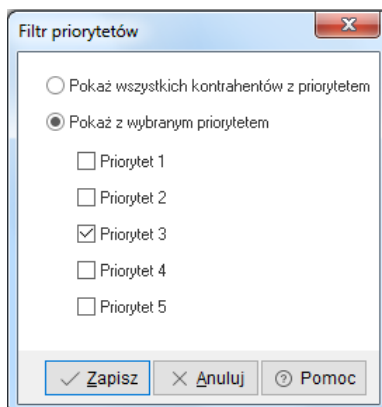 Filtr priorytetów
Pokaż wszystkich kontrahentów z priorytetem
Pokaż z wybranym priorytetem
Priorytet 1
Priorytet 2
Priorytet 3
Priorytet 4
Priorytet 5
Zapisz Anuluj Pomoc